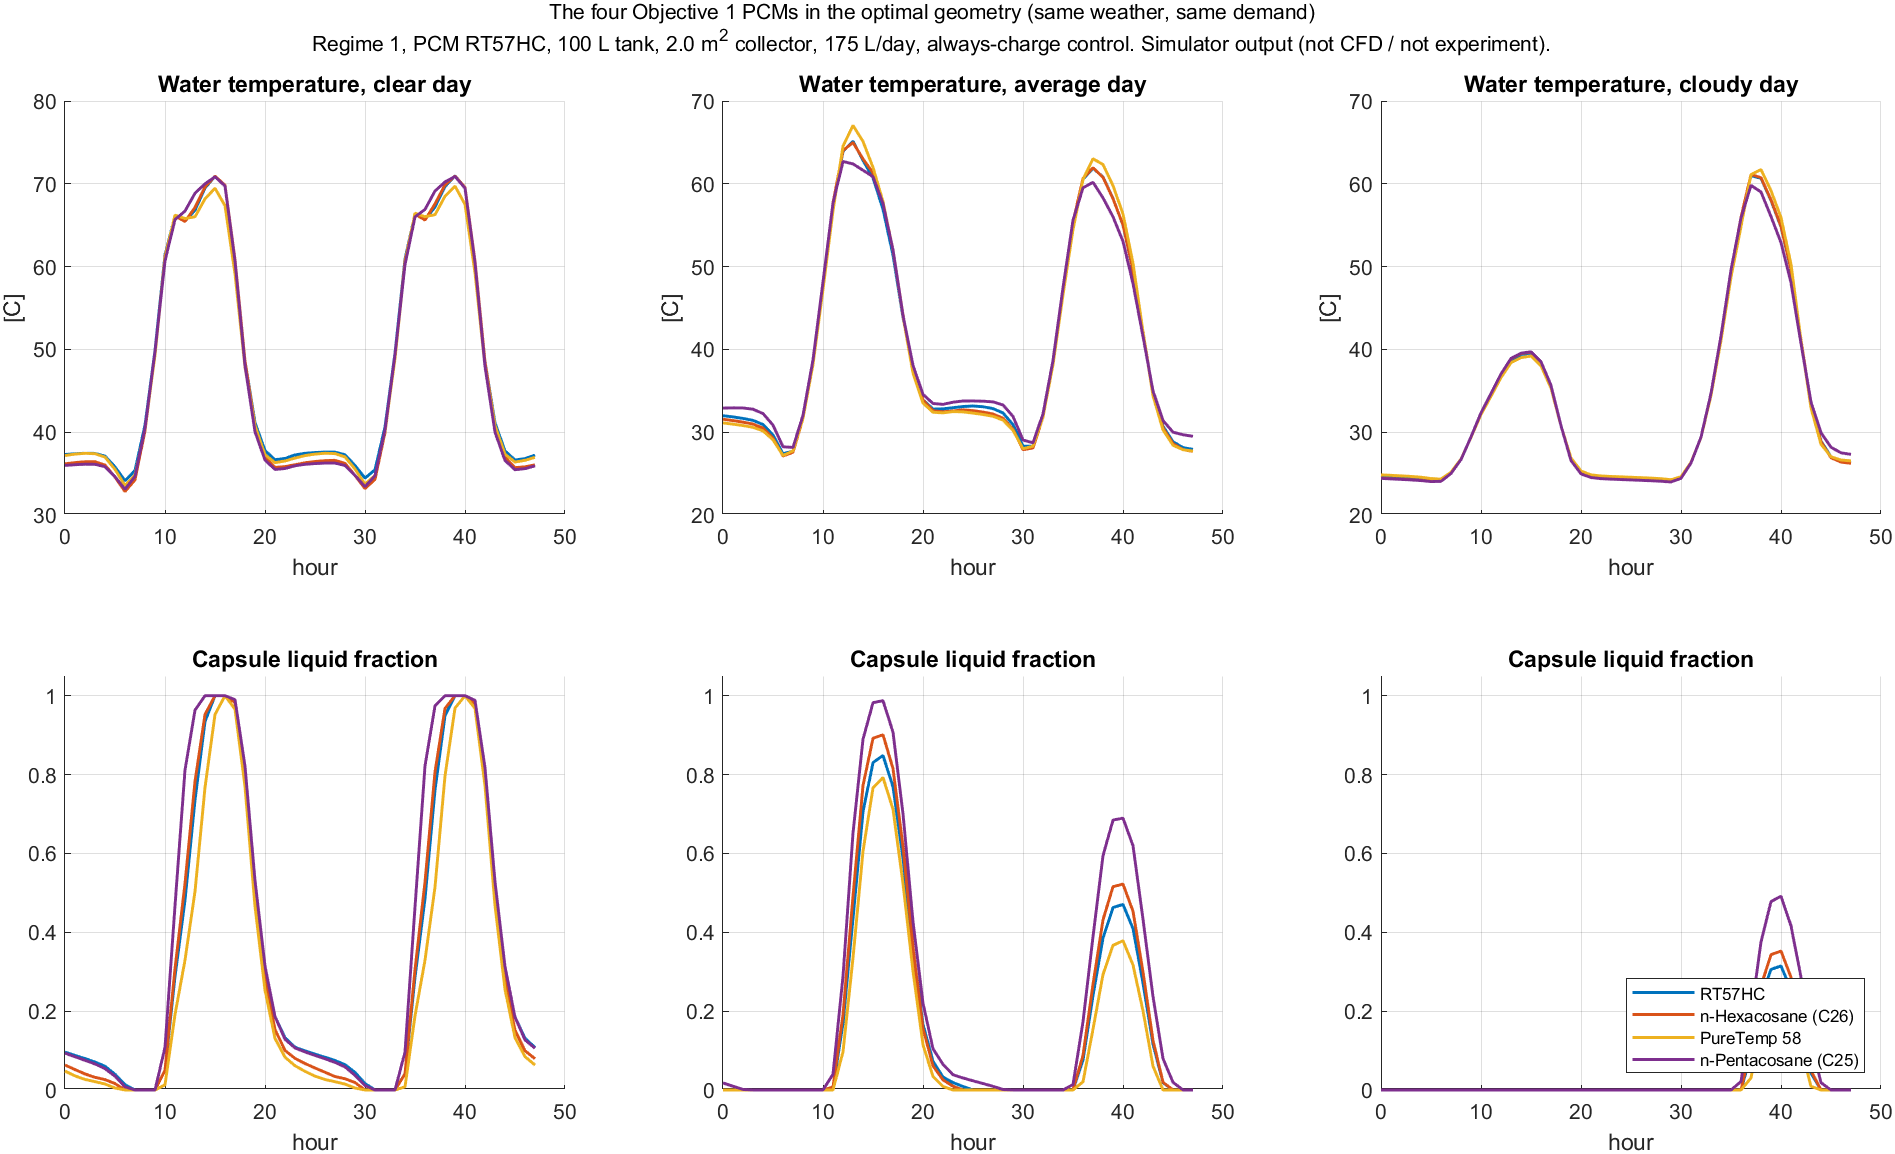 The four Objective 1 PCMs in the optimal geometry (same weather, same demand)
Regime 1, PCM RT57HC, 100 L tank, 2.0 m² collector, 175 L/day, always-charge control. Simulator output (not CFD / not experiment).
Water temperature, clear day
80
70
60
50
40
30
[C]
0 10 20 30 40 50
hour
Water temperature, average day
70
60
50
40
30
20
[C]
0 10 20 30 40 50
hour
Water temperature, cloudy day
70
60
50
40
30
20
[C]
0 10 20 30 40 50
hour
Capsule liquid fraction
1
0.8
0.6
0.4
0.2
0
0 10 20 30 40 50
hour
Capsule liquid fraction
1
0.8
0.6
0.4
0.2
0
0 10 20 30 40 50
hour
Capsule liquid fraction
1
0.8
0.6
0.4
0.2
0
0 10 20 30 40 50
hour
RT57HC
n-Hexacosane (C26)
PureTemp 58
n-Pentacosane (C25)